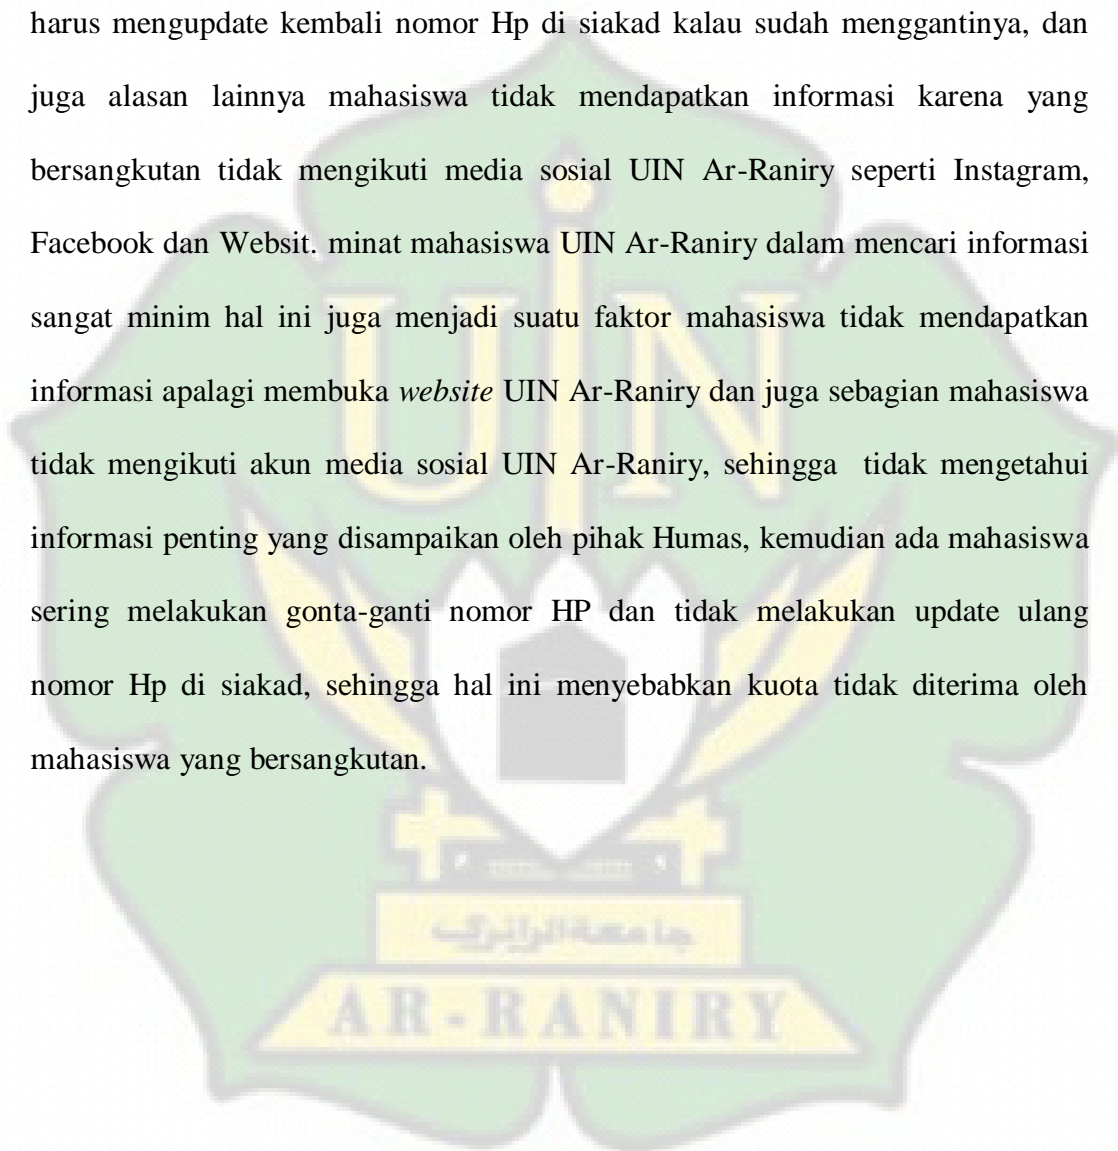 harus mengupdate kembali nomor Hp di siakad kalau sudah menggantinya, dan
juga alasan lainnya mahasiswa tidak mendapatkan informasi karena yang
bersangkutan tidak mengikuti media sosial UIN Ar-Raniry seperti Instagram,
Facebook dan Websit. minat mahasiswa UIN Ar-Raniry dalam mencari informasi
sangat minim hal ini juga menjadi suatu faktor mahasiswa tidak mendapatkan
informasi apalagi membuka website UIN Ar-Raniry dan juga sebagian mahasiswa
tidak mengikuti akun media sosial UIN Ar-Raniry, sehingga tidak mengetahui
informasi penting yang disampaikan oleh pihak Humas, kemudian ada mahasiswa
sering melakukan gonta-ganti nomor HP dan tidak melakukan update ulang
nomor Hp di siakad, sehingga hal ini menyebabkan kuota tidak diterima oleh
mahasiswa yang bersangkutan.
UIN
جامعة الرانيري
AR-RANIRY